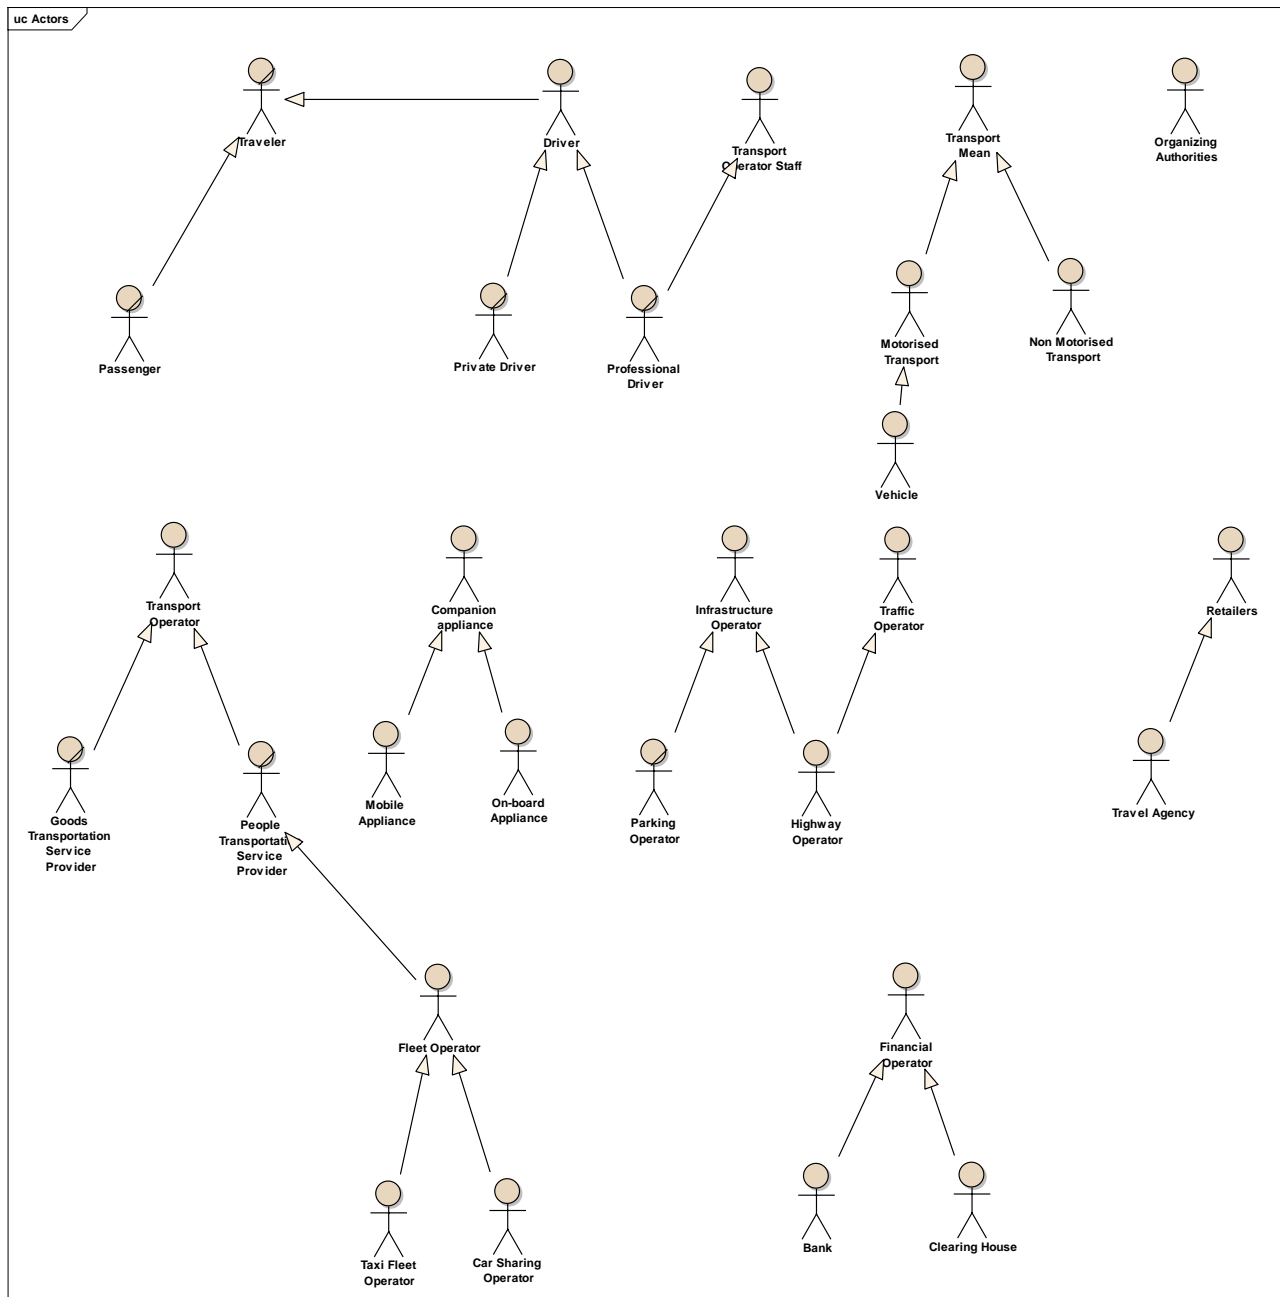 uc Actors
Traveler
Driver
Transport
Operator Staff
Transport
Mean
Organizing
Authorities
Passenger
Private Driver
Professional
Driver
Motorised
Transport
Non Motorised
Transport
Vehicle
Transport
Operator
Companion
appliance
Infrastructure
Operator
Traffic
Operator
Retailers
Goods
Transportation
Service
Provider
People
Transportation
Service
Provider
Mobile
Appliance
On-board
Appliance
Parking
Operator
Highway
Operator
Travel Agency
Fleet Operator
Financial
Operator
Taxi Fleet
Operator
Car Sharing
Operator
Bank
Clearing House